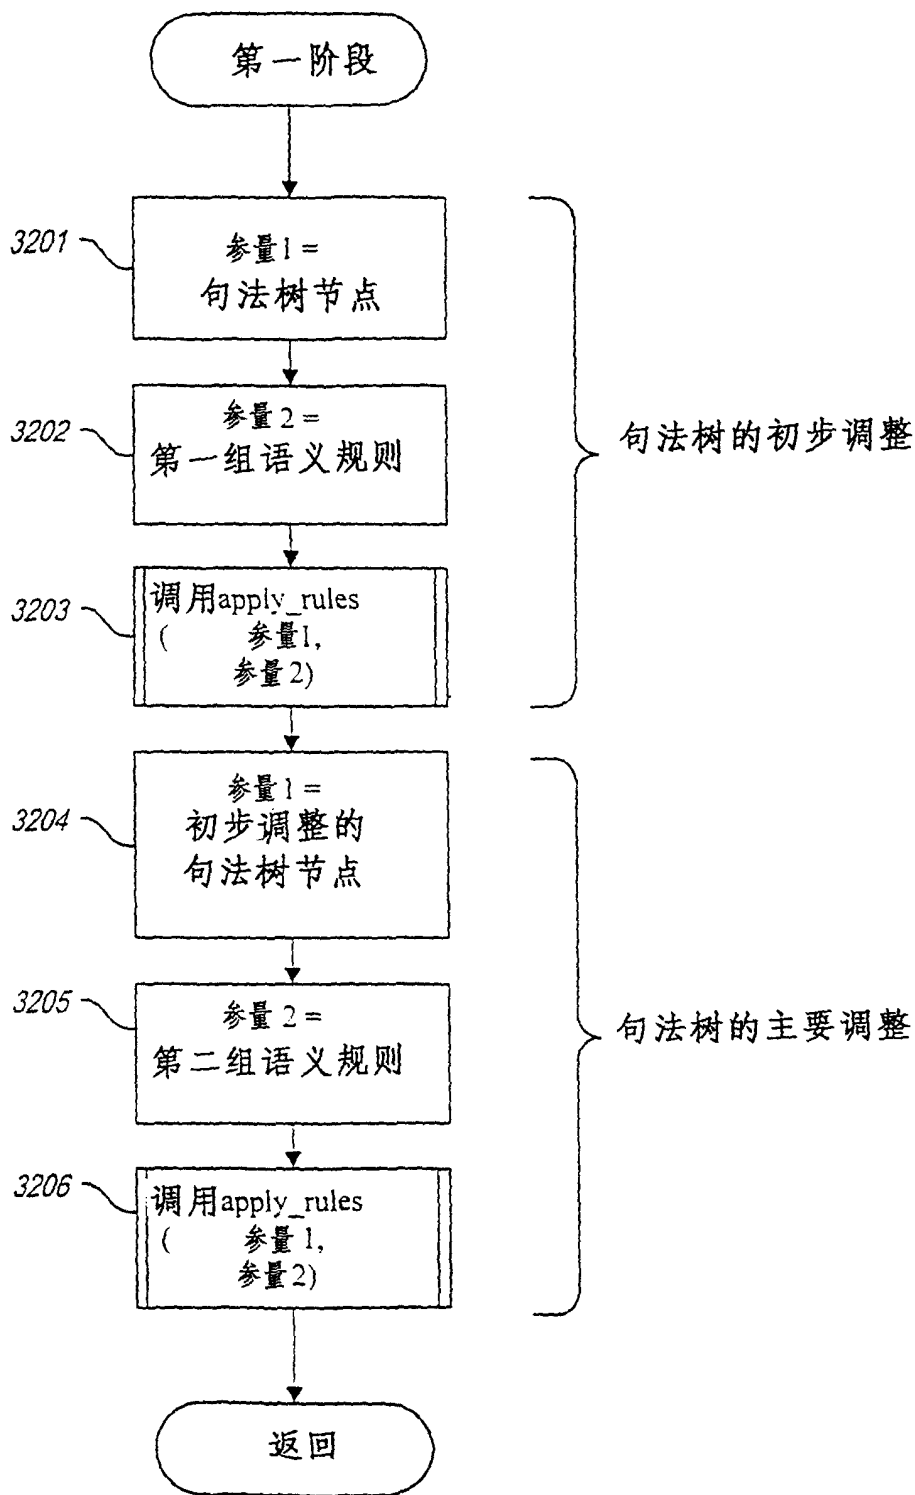 第一阶段
3201
参量1=
句法树节点
3202
参量2=
第一组语义规则
句法树的初步调整
3203
调用apply_rules
( 参量1,
参量2)
3204
参量1=
初步调整的
句法树节点
3205
参量2=
第二组语义规则
句法树的主要调整
3206
调用apply_rules
( 参量1,
参量2)
返回